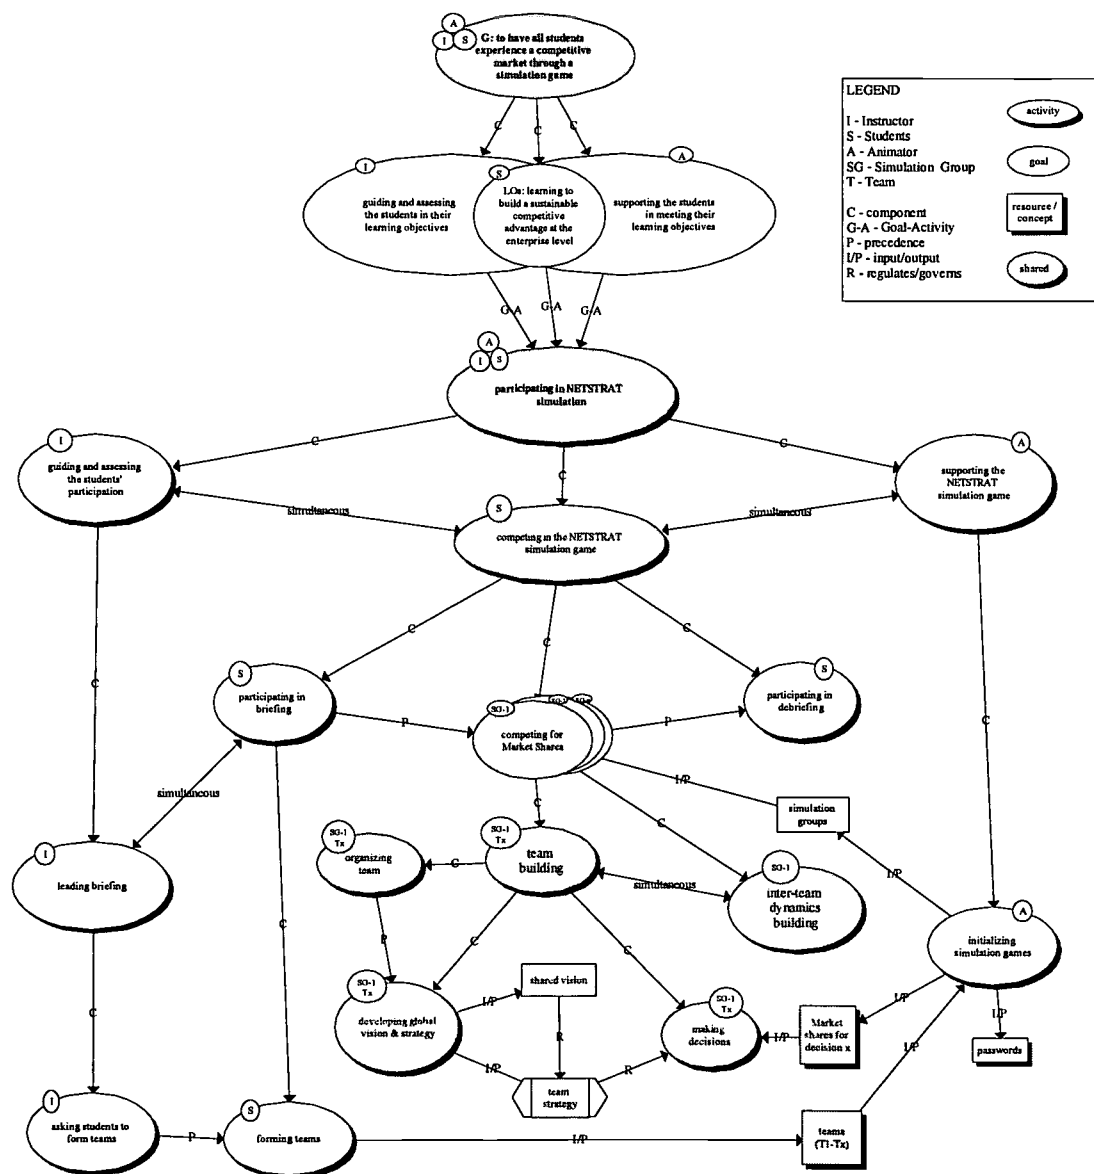 A
I
S
G: to have all students
experience a competitive
market through a
simulation game
C
C
C
LEGEND
I - Instructor
S - Students
A - Animator
SG - Simulation Group
T - Team
C - component
G-A - Goal-Activity
P - precedence
I/P - input/output
R - regulates/governs
activity
goal
resource /
concept
shared
I
guiding and assessing
the students in their
learning objectives
S
LOs: learning to
build a sustainable
competitive
advantage at the
enterprise level
A
supporting the students
in meeting their
learning objectives
G-A
G-A
G-A
A
I
S
participating in NETSTRAT
simulation
C
C
C
I
guiding and assessing
the students'
participation
A
supporting the
NETSTRAT
simulation game
simultaneous
simultaneous
S
competing in the NETSTRAT
simulation game
C
C
C
C
C
S
participating in
briefing
P
SG-1
competing for
Market Shares
P
S
participating in
debriefing
I/P
simulation
groups
simultaneous
C
C
I/P
SG-1
Tx
organizing
team
C
SG-1
Tx
team
building
simultaneous
SG-1
inter-team
dynamics
building
I
leading briefing
A
initializing
simulation games
C
P
C
C
SG-1
Tx
developing global
vision & strategy
I/P
shared vision
R
I/P
team
strategy
R
SG-1
Tx
making
decisions
I/P
Market
shares for
decision x
I/P
I/P
passwords
I/P
C
I
asking students to
form teams
P
S
forming teams
I/P
teams
(T1-Tx)